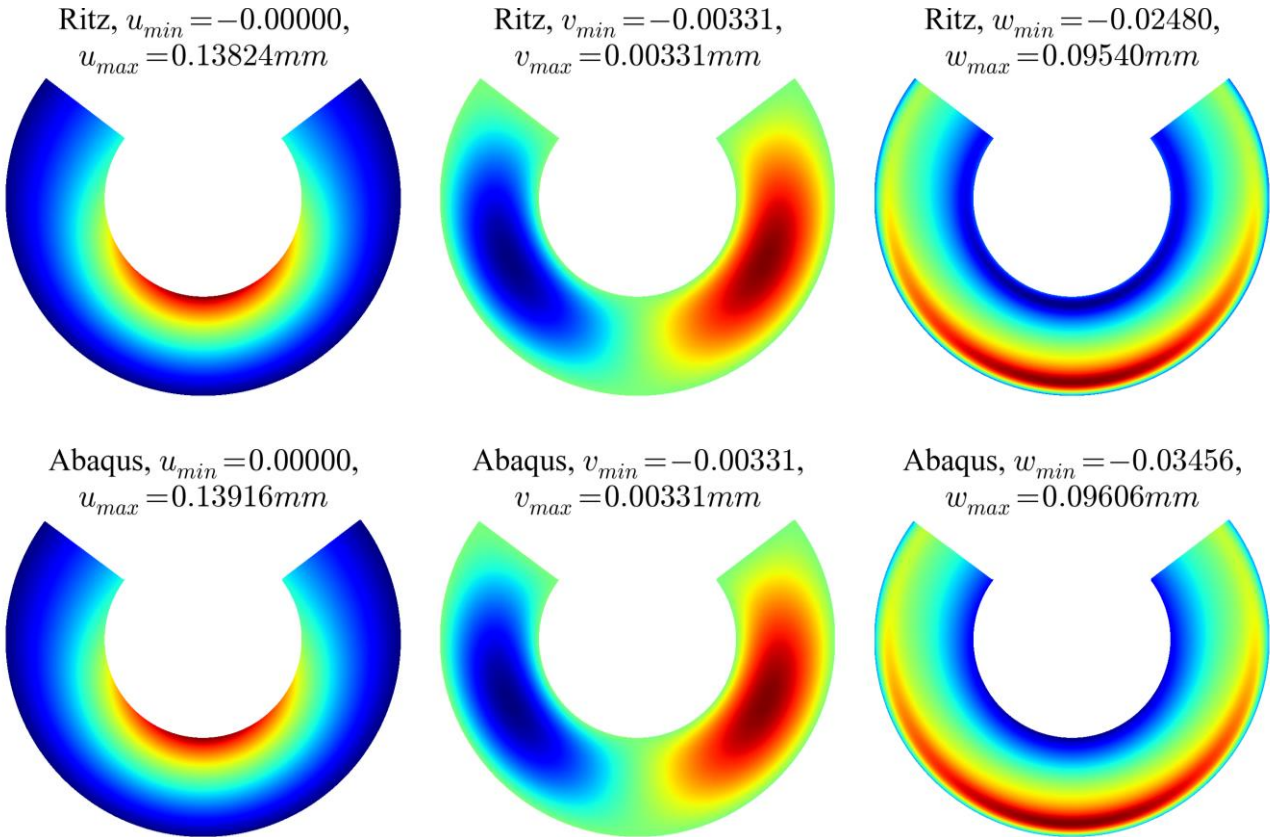 Ritz, u_min = −0.00000,
u_max = 0.13824mm
Ritz, v_min = −0.00331,
v_max = 0.00331mm
Ritz, w_min = −0.02480,
w_max = 0.09540mm
Abaqus, u_min = 0.00000,
u_max = 0.13916mm
Abaqus, v_min = −0.00331,
v_max = 0.00331mm
Abaqus, w_min = −0.03456,
w_max = 0.09606mm